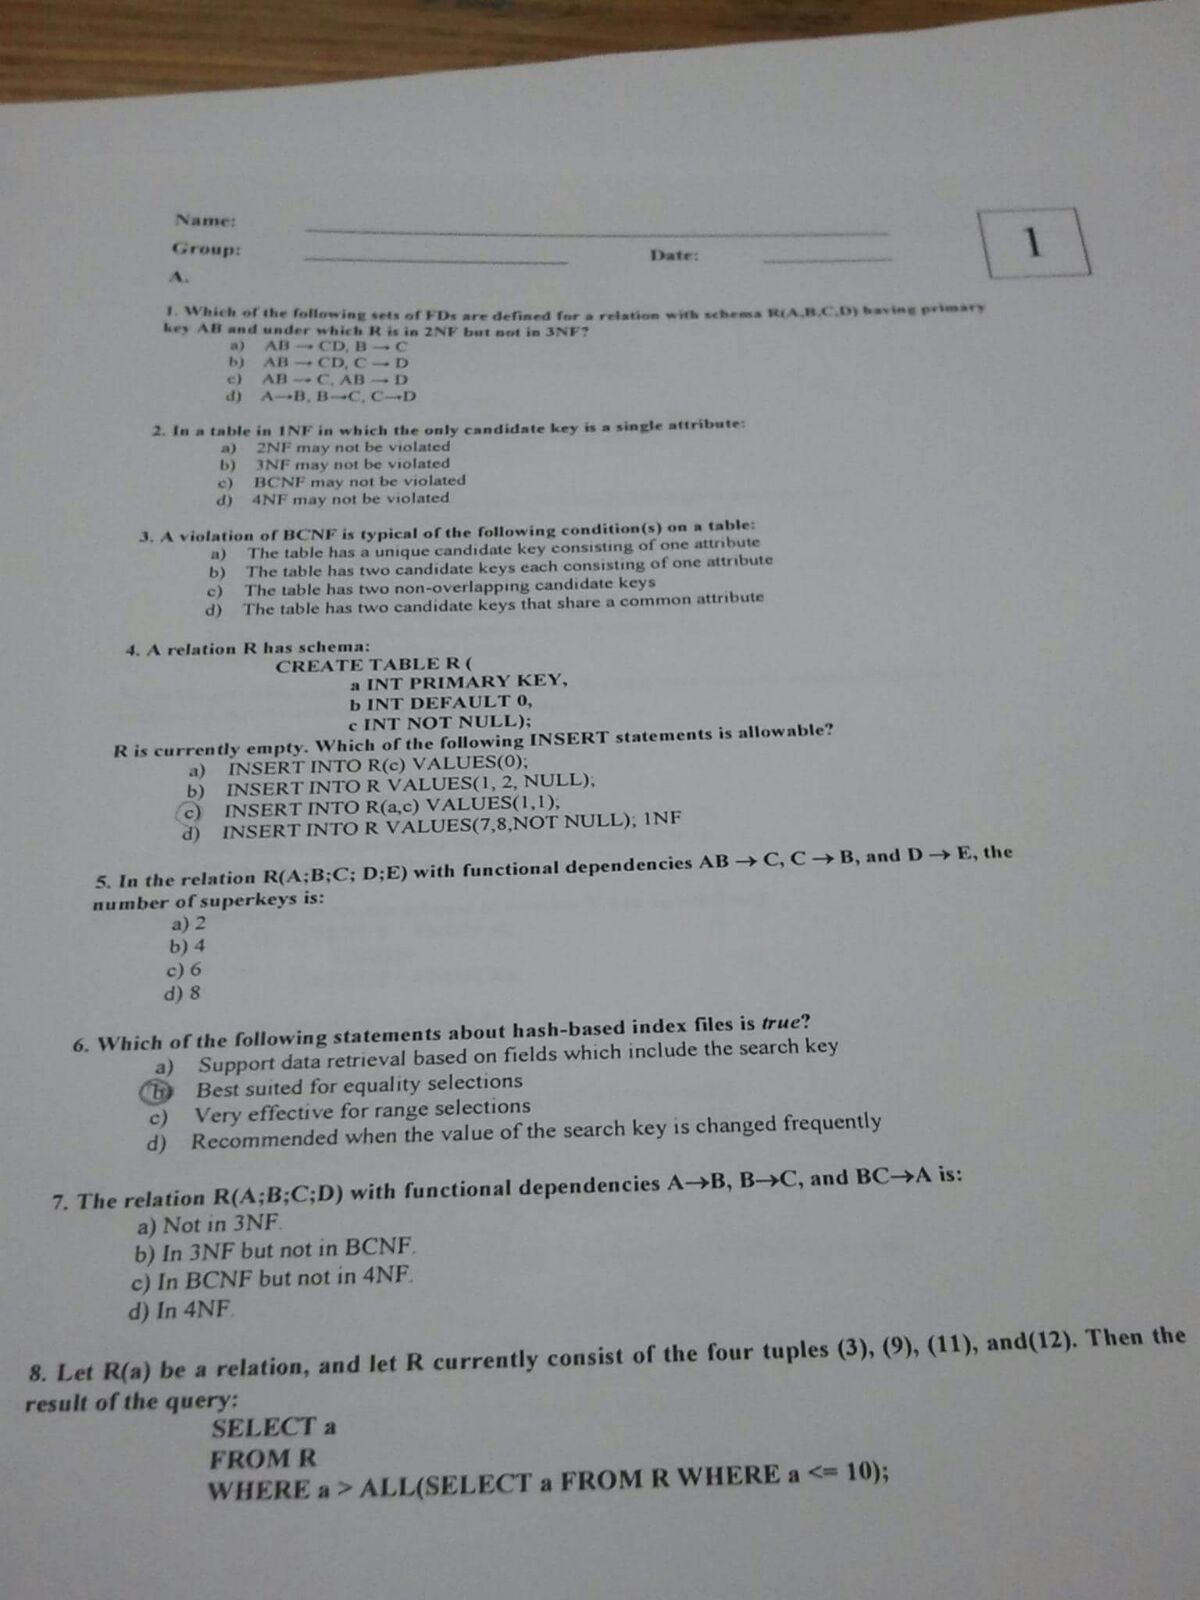 Name:
1
Group:
Date:
A.
1. Which of the following sets of FDs are defined for a relation with schema R(A,B,C,D) having primary
key AB and under which R is in 2NF but not in 3NF?
a) AB → CD, B → C
b) AB → CD, C → D
c) AB → C, AB → D
d) A→B, B→C, C→D
2. In a table in 1NF in which the only candidate key is a single attribute:
a) 2NF may not be violated
b) 3NF may not be violated
c) BCNF may not be violated
d) 4NF may not be violated
3. A violation of BCNF is typical of the following condition(s) on a table:
a) The table has a unique candidate key consisting of one attribute
b) The table has two candidate keys each consisting of one attribute
c) The table has two non-overlapping candidate keys
d) The table has two candidate keys that share a common attribute
4. A relation R has schema:
CREATE TABLE R (
a INT PRIMARY KEY,
b INT DEFAULT 0,
c INT NOT NULL);
R is currently empty. Which of the following INSERT statements is allowable?
a) INSERT INTO R(c) VALUES(0);
b) INSERT INTO R VALUES(1, 2, NULL);
c) INSERT INTO R(a,c) VALUES(1,1);
d) INSERT INTO R VALUES(7,8,NOT NULL); 1NF
5. In the relation R(A;B;C; D;E) with functional dependencies AB → C, C → B, and D → E, the
number of superkeys is:
a) 2
b) 4
c) 6
d) 8
6. Which of the following statements about hash-based index files is true?
a) Support data retrieval based on fields which include the search key
b) Best suited for equality selections
c) Very effective for range selections
d) Recommended when the value of the search key is changed frequently
7. The relation R(A;B;C;D) with functional dependencies A→B, B→C, and BC→A is:
a) Not in 3NF.
b) In 3NF but not in BCNF.
c) In BCNF but not in 4NF.
d) In 4NF.
8. Let R(a) be a relation, and let R currently consist of the four tuples (3), (9), (11), and(12). Then the
result of the query:
SELECT a
FROM R
WHERE a > ALL(SELECT a FROM R WHERE a <= 10);